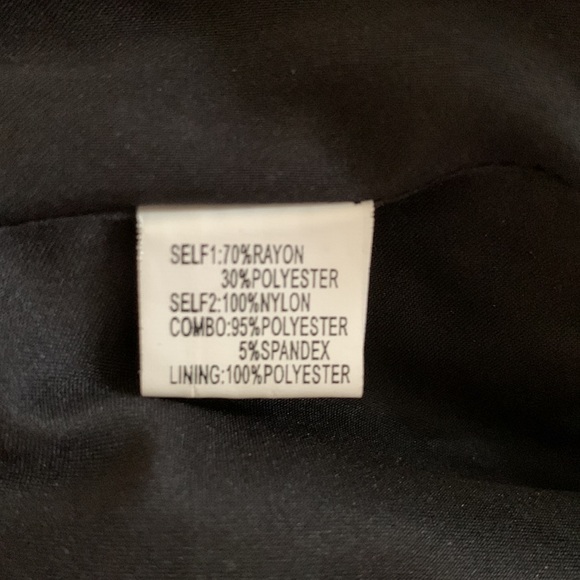 SELF1:70%RAYON
30%POLYESTER
SELF2:100%NYLON
COMBO:95%POLYESTER
5%SPANDEX
LINING:100%POLYESTER